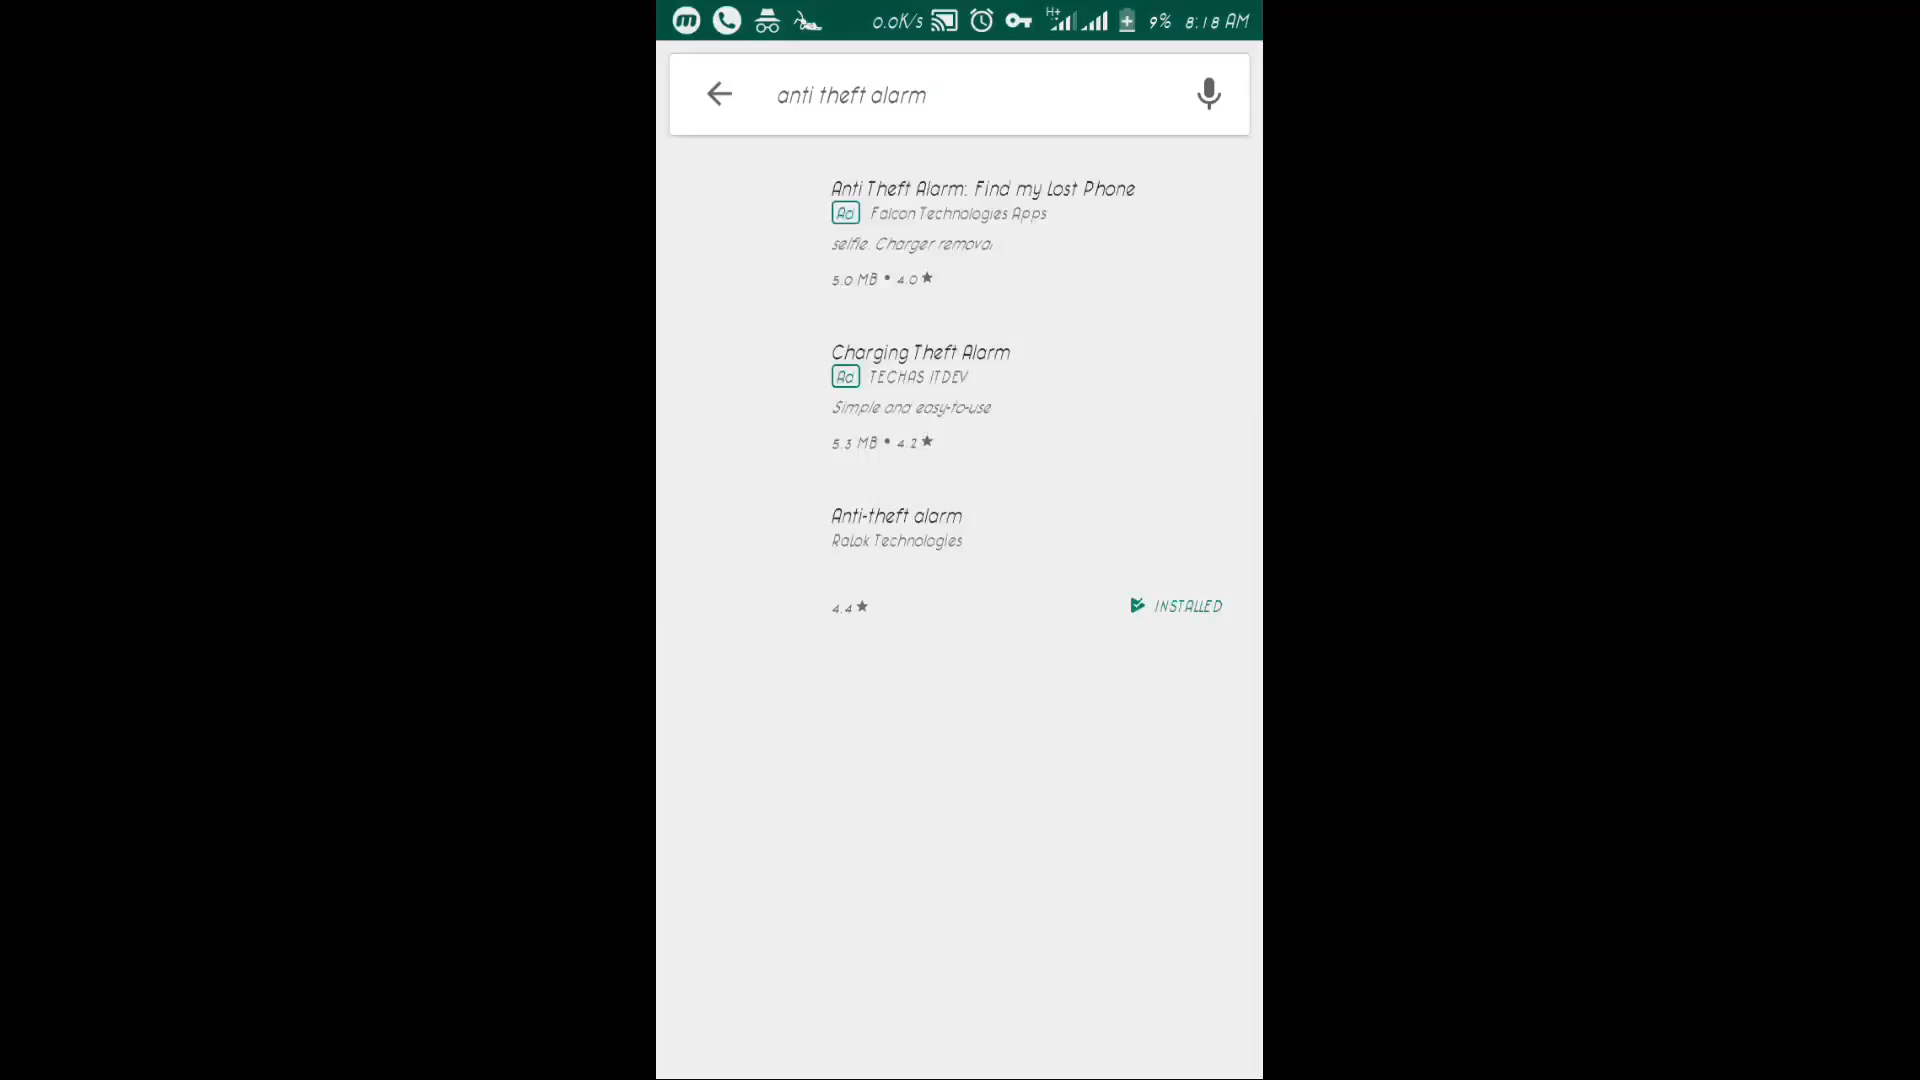 0.0K/s H+ 9% 8:18 AM
anti theft alarm
Anti Theft Alarm: Find my Lost Phone
Ad Falcon Technologies Apps
selfie. Charger removal
5.0 MB • 4.0★
Charging Theft Alarm
Ad TECHAS ITDEV
Simple and easy-to-use
5.3 MB • 4.2★
Anti-theft alarm
RaLok Technologies
4.4★
INSTALLED